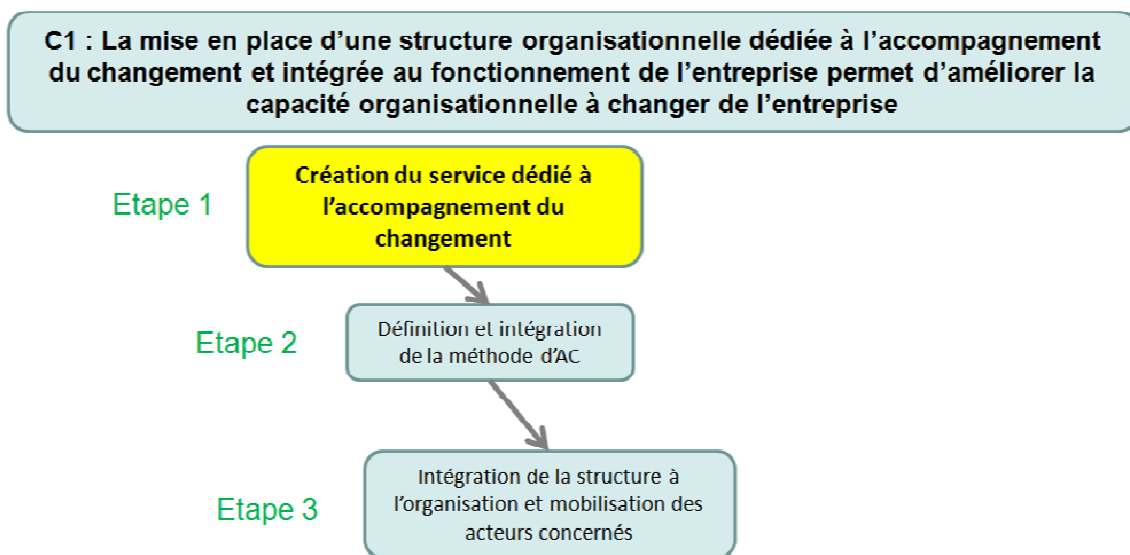 C1 : La mise en place d’une structure organisationnelle dédiée à l’accompagnement
du changement et intégrée au fonctionnement de l’entreprise permet d’améliorer la
capacité organisationnelle à changer de l’entreprise
Etape 1
Création du service dédié à
l’accompagnement du
changement
Etape 2
Définition et intégration
de la méthode d’AC
Etape 3
Intégration de la structure à
l’organisation et mobilisation des
acteurs concernés